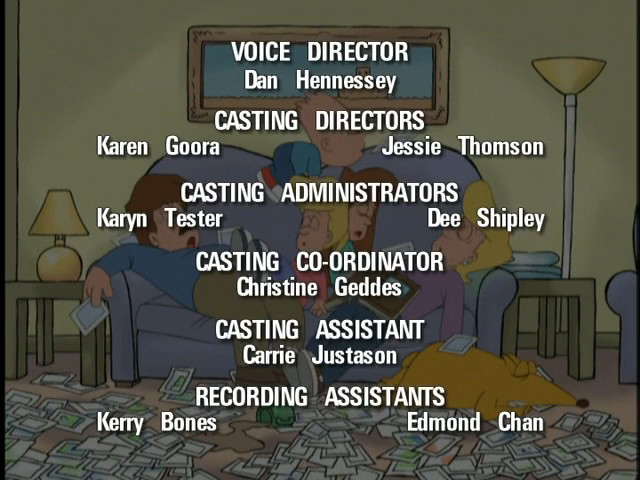 VOICE DIRECTOR
Dan Hennessey
CASTING DIRECTORS
Karen Goora Jessie Thomson
CASTING ADMINISTRATORS
Karyn Tester Dee Shipley
CASTING CO-ORDINATOR
Christine Geddes
CASTING ASSISTANT
Carrie Justason
RECORDING ASSISTANTS
Kerry Bones Edmond Chan